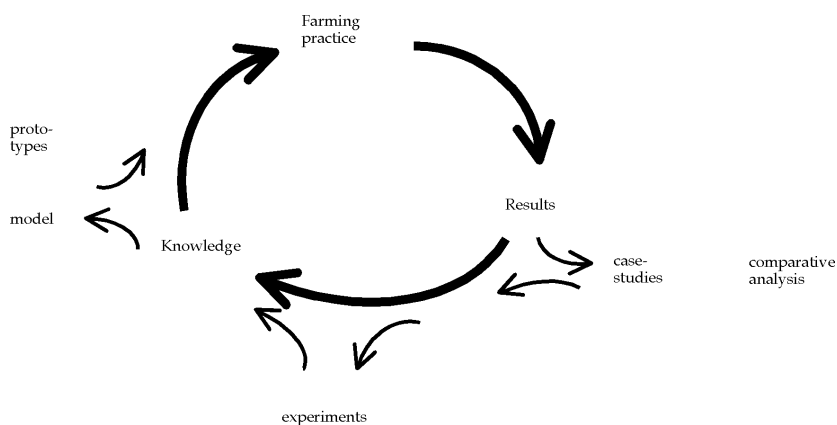 Farming
practice
proto-
types
Results
model
Knowledge
case-
studies
comparative
analysis
experiments